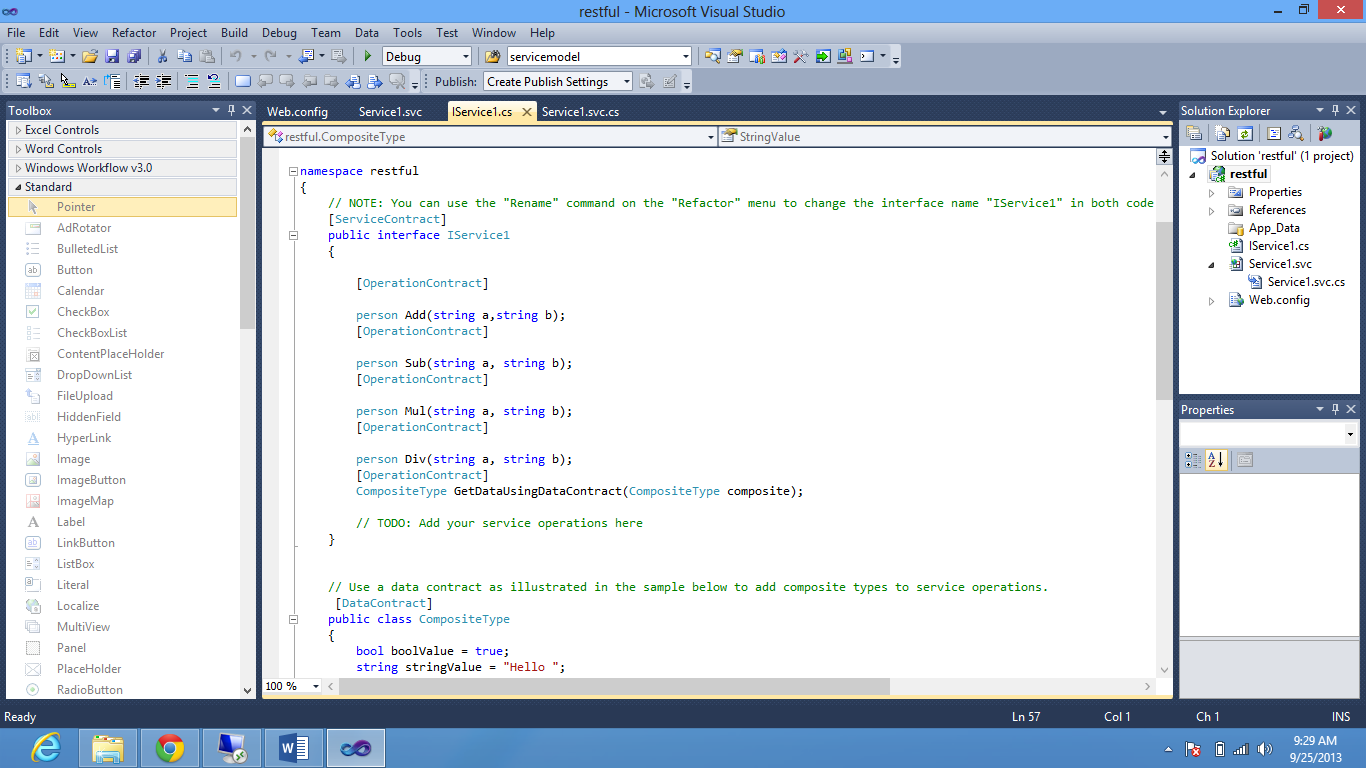 restful - Microsoft Visual Studio
File Edit View Refactor Project Build Debug Team Data Tools Test Window Help
Debug servicemodel
Publish: Create Publish Settings
Toolbox
Excel Controls
Word Controls
Windows Workflow v3.0
Standard
Pointer
AdRotator
BulletedList
Button
Calendar
CheckBox
CheckBoxList
ContentPlaceHolder
DropDownList
FileUpload
HiddenField
HyperLink
Image
ImageButton
ImageMap
Label
LinkButton
ListBox
Literal
Localize
MultiView
Panel
PlaceHolder
RadioButton
Web.config Service1.svc IService1.cs Service1.svc.cs
restful.CompositeType StringValue
namespace restful
{
// NOTE: You can use the "Rename" command on the "Refactor" menu to change the interface name "IService1" in both code
[ServiceContract]
public interface IService1
{
[OperationContract]
person Add(string a,string b);
[OperationContract]
person Sub(string a, string b);
[OperationContract]
person Mul(string a, string b);
[OperationContract]
person Div(string a, string b);
[OperationContract]
CompositeType GetDataUsingDataContract(CompositeType composite);
// TODO: Add your service operations here
}
// Use a data contract as illustrated in the sample below to add composite types to service operations.
[DataContract]
public class CompositeType
{
bool boolValue = true;
string stringValue = "Hello ";
100 %
Solution Explorer
Solution 'restful' (1 project)
restful
Properties
References
App_Data
IService1.cs
Service1.svc
Service1.svc.cs
Web.config
Properties
Ready Ln 57 Col 1 Ch 1 INS
9:29 AM
9/25/2013